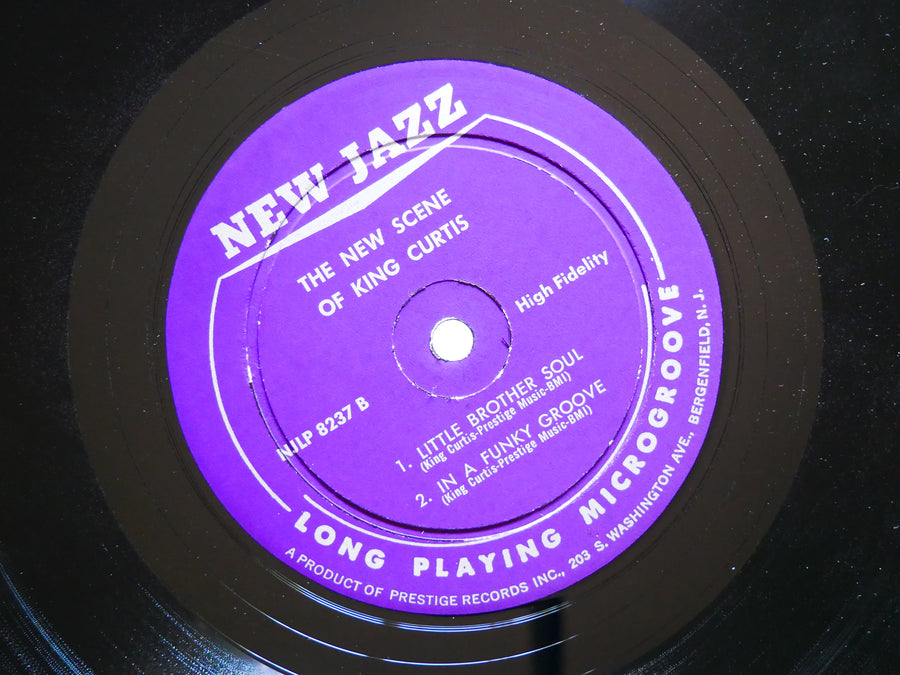 NEW JAZZ
THE NEW SCENE
OF KING CURTIS
High Fidelity
NJLP 8237 B
1. LITTLE BROTHER SOUL
(King Curtis-Prestige Music-BMI)
2. IN A FUNKY GROOVE
(King Curtis-Prestige Music-BMI)
LONG PLAYING MICROGROOVE
A PRODUCT OF PRESTIGE RECORDS INC., 203 S. WASHINGTON AVE., BERGENFIELD, N. J.